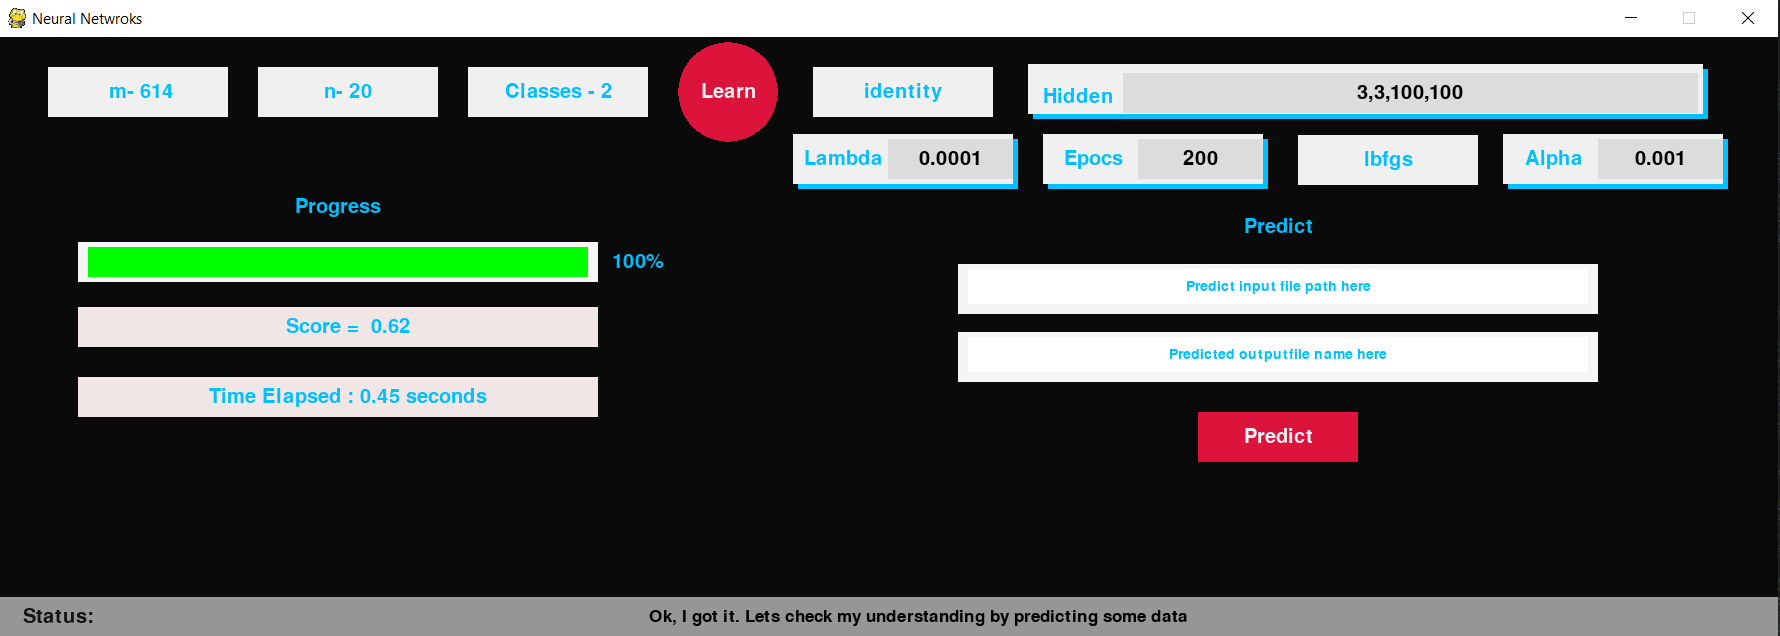 Neural Netwroks
m- 614
n- 20
Classes - 2
Learn
identity
Hidden
3,3,100,100
Lambda
0.0001
Epocs
200
lbfgs
Alpha
0.001
Progress
100%
Score = 0.62
Time Elapsed : 0.45 seconds
Predict
Predict input file path here
Predicted outputfile name here
Predict
Status:
Ok, I got it. Lets check my understanding by predicting some data